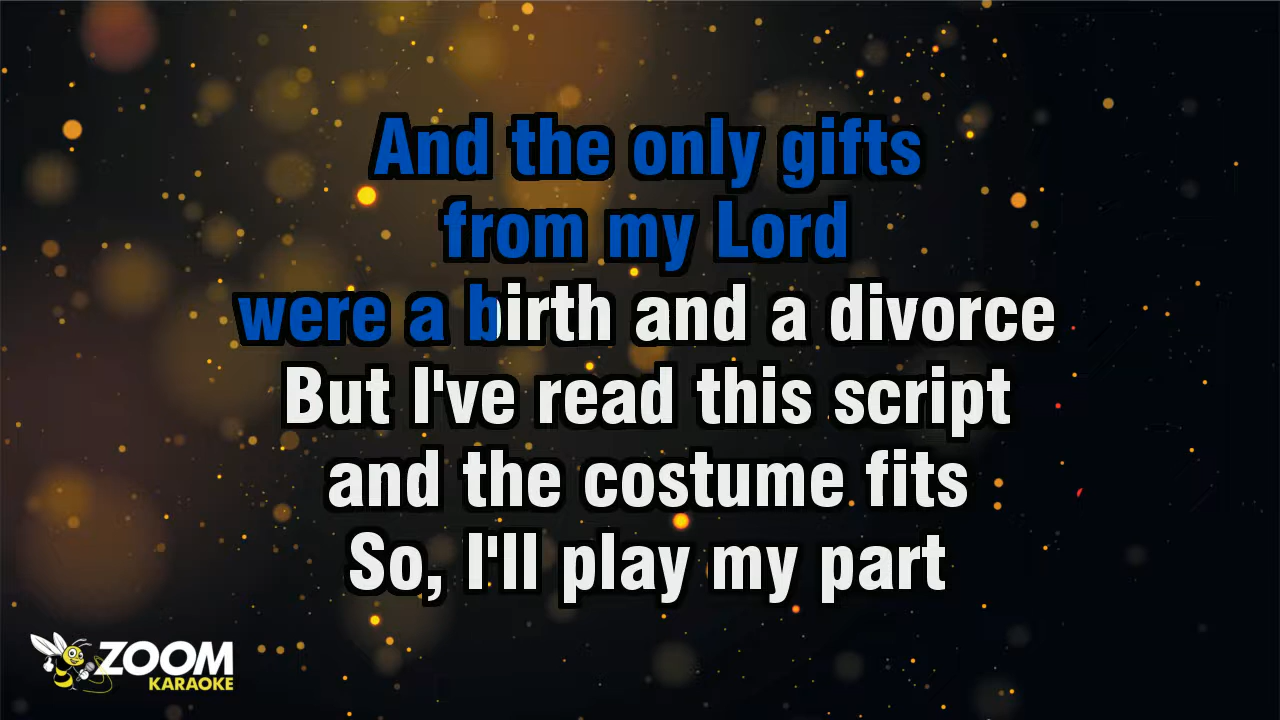 And the only gifts
from my Lord
were a birth and a divorce
But I've read this script
and the costume fits
So, I'll play my part
ZOOM
KARAOKE